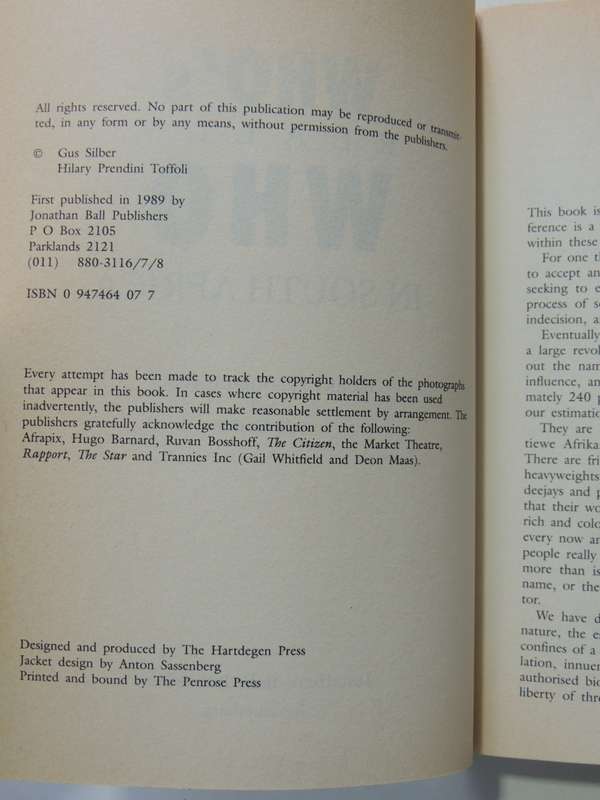 All rights reserved. No part of this publication may be reproduced or transmit-
ted, in any form or by any means, without permission from the publishers.
© Gus Silber
Hilary Prendini Toffoli
First published in 1989 by
Jonathan Ball Publishers
P O Box 2105
Parklands 2121
(011) 880-3116/7/8
ISBN 0 947464 07 7
Every attempt has been made to track the copyright holders of the photographs
that appear in this book. In cases where copyright material has been used
inadvertently, the publishers will make reasonable settlement by arrangement. The
publishers gratefully acknowledge the contribution of the following:
Afrapix, Hugo Barnard, Ruvan Bosshoff, The Citizen, the Market Theatre,
Rapport, The Star and Trannies Inc (Gail Whitfield and Deon Maas).
Designed and produced by The Hartdegen Press
Jacket design by Anton Sassenberg
Printed and bound by The Penrose Press
This book is
ference is a
within these
For one th
to accept an
seeking to e
process of s
indecision, a
Eventually
a large revol
out the nam
influence, an
mately 240 p
our estimatio
They are
tiewe Afrika
There are fri
heavyweights
deejays and p
that their wo
rich and colo
every now an
people really
more than is
name, or the
tor.
We have d
nature, the e
confines of a
lation, innue
authorised bio
liberty of thr